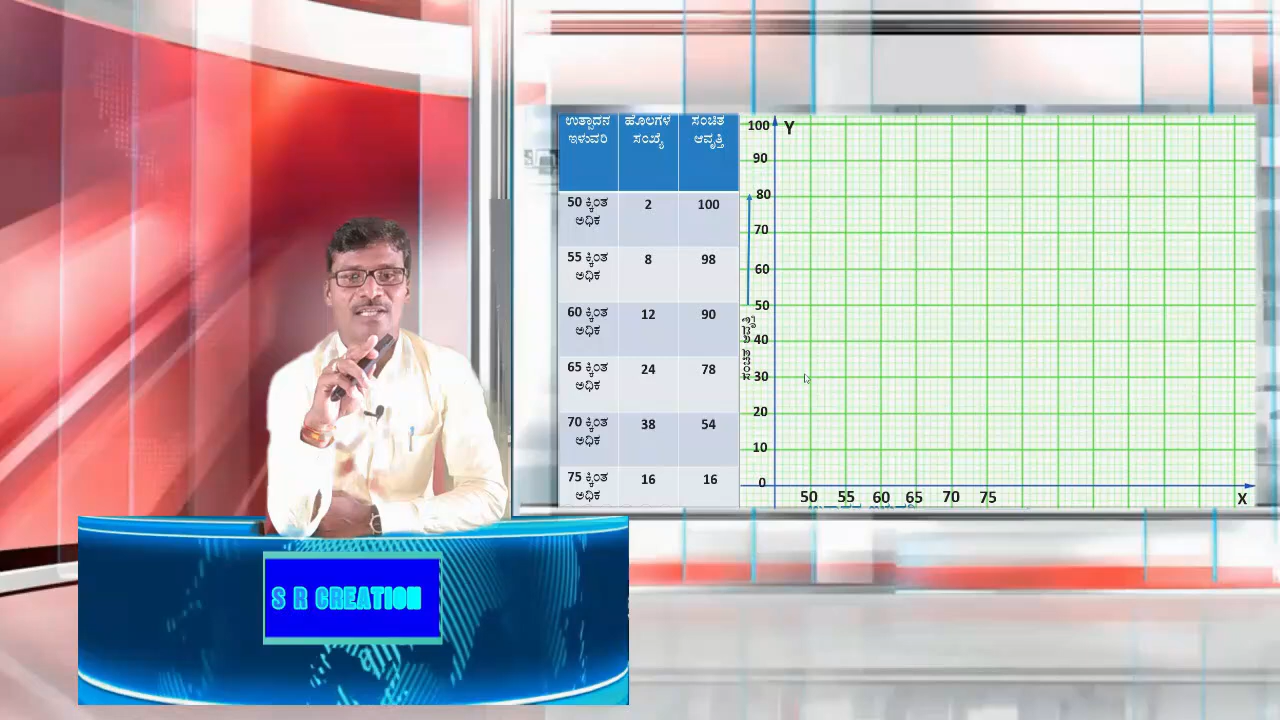 ಉತ್ಪಾದನ
ಇಳುವರಿ
ಹೊಲಗಳ
ಸಂಖ್ಯೆ
ಸಂಚಿತ
ಆವೃತ್ತಿ
50 ಕ್ಕಿಂತ
ಅಧಿಕ
2
100
55 ಕ್ಕಿಂತ
ಅಧಿಕ
8
98
60 ಕ್ಕಿಂತ
ಅಧಿಕ
12
90
65 ಕ್ಕಿಂತ
ಅಧಿಕ
24
78
70 ಕ್ಕಿಂತ
ಅಧಿಕ
38
54
75 ಕ್ಕಿಂತ
ಅಧಿಕ
16
16
100
Y
90
80
70
60
50
40
30
20
10
0
ಸಂಚಿತ ಆವೃತ್ತಿ
50 55 60 65 70 75
X
S R CREATION